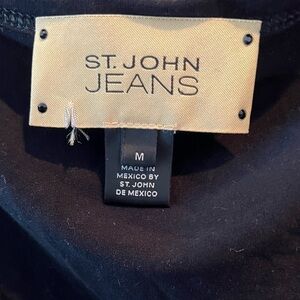 ST. JOHN
JEANS
M
MADE IN
MEXICO BY
ST. JOHN
DE MEXICO